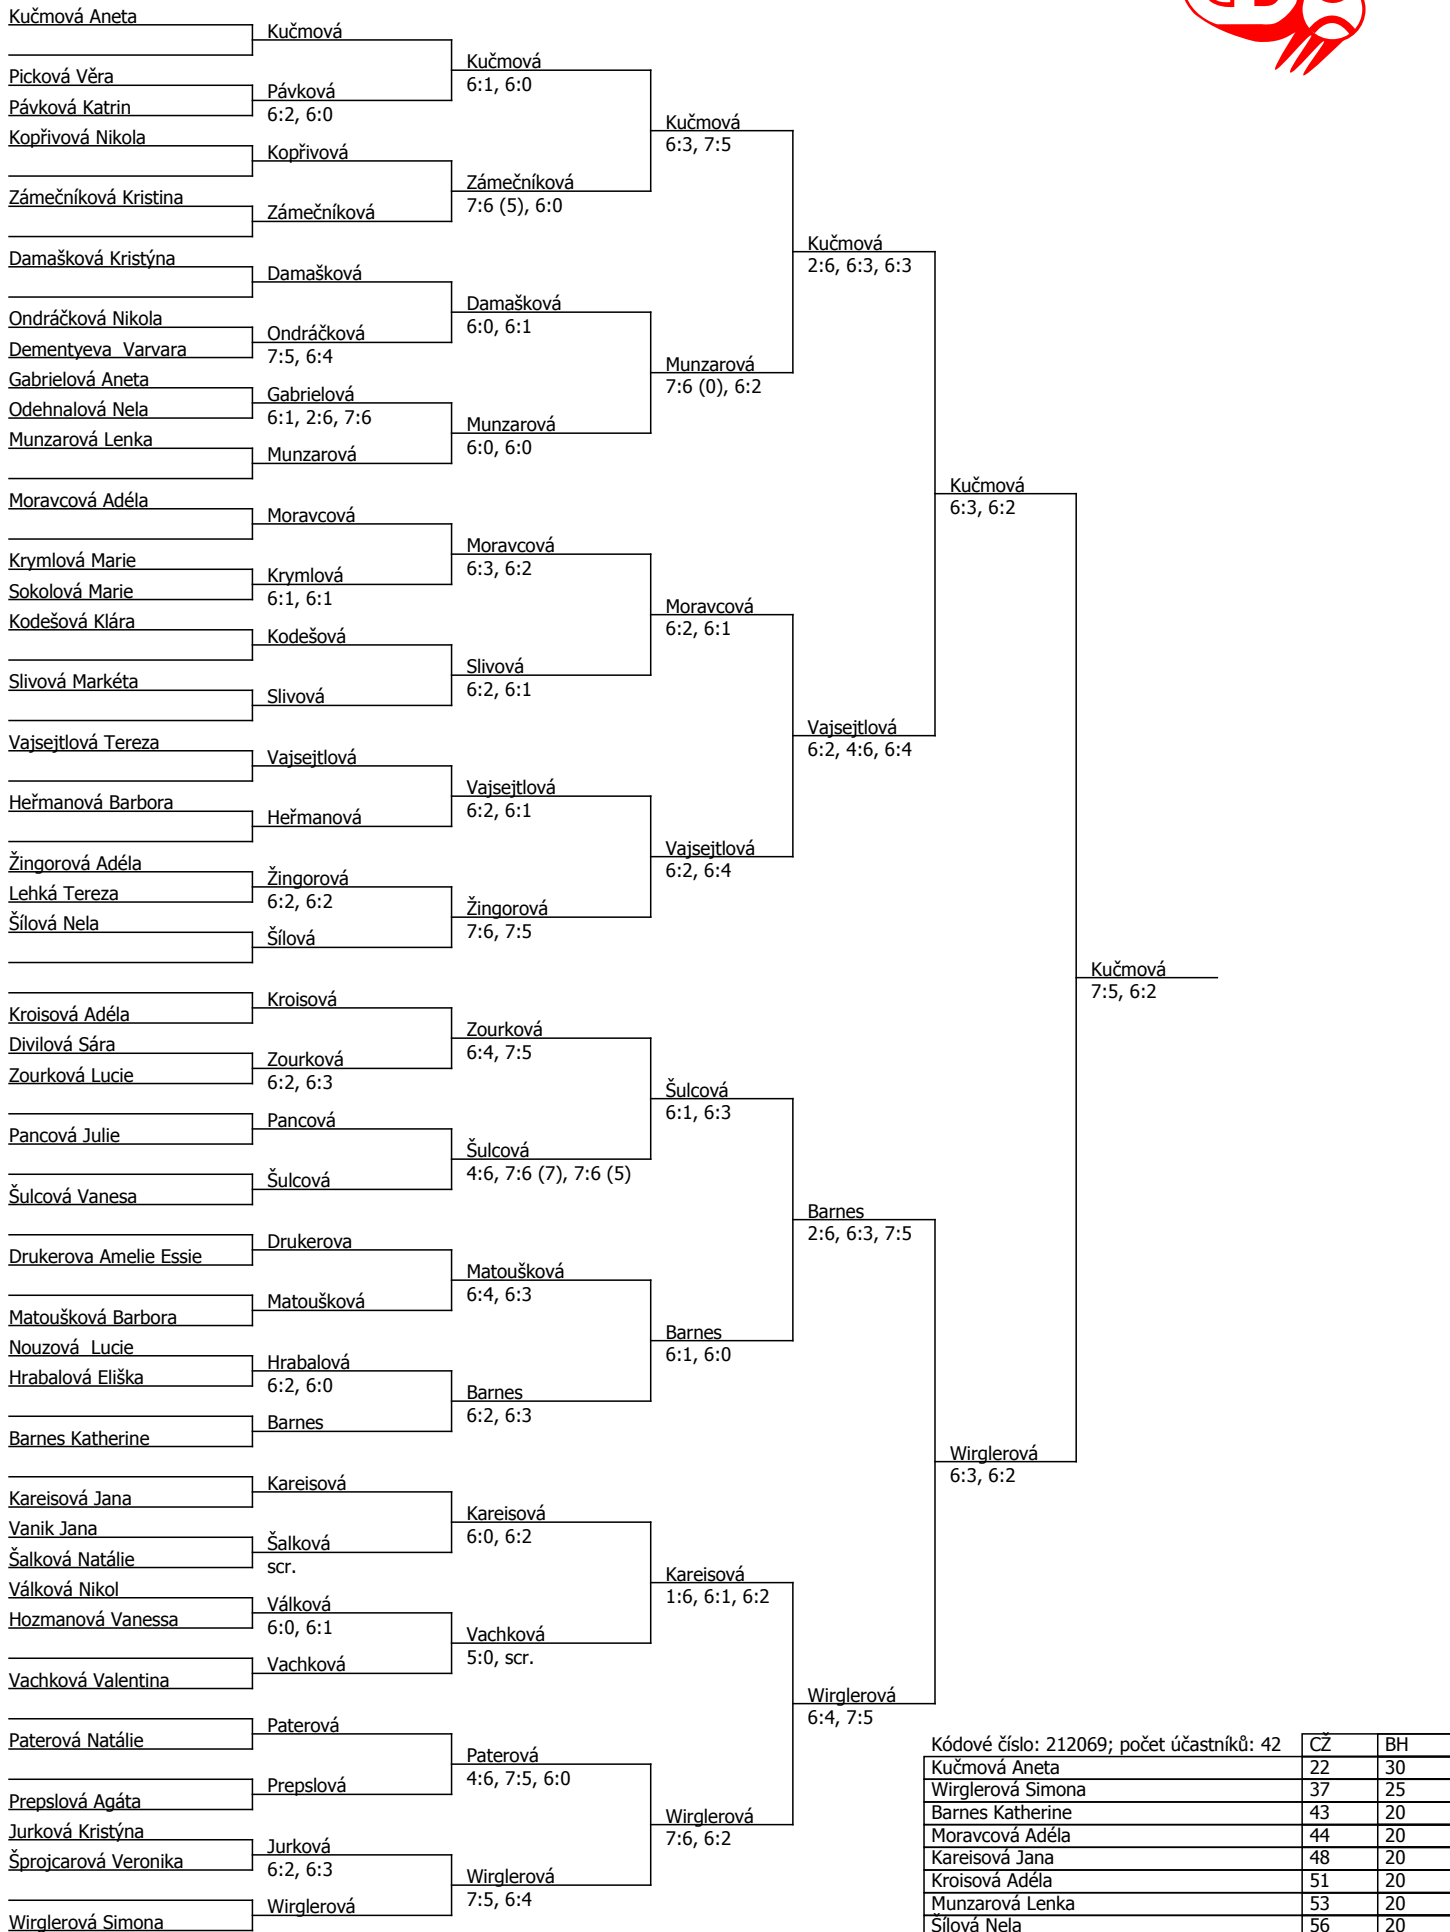 Kučmová Aneta
Kučmová
Kučmová
6:1, 6:0
Picková Věra
Pávková
6:2, 6:0
Pávková Katrin
Kučmová
6:3, 7:5
Kopřivová Nikola
Kopřivová
Zámečníková
7:6 (5), 6:0
Zámečníková Kristina
Zámečníková
Kučmová
2:6, 6:3, 6:3
Damašková Kristýna
Damašková
Damašková
6:0, 6:1
Ondráčková Nikola
Ondráčková
7:5, 6:4
Dementyeva  Varvara
Munzarová
7:6 (0), 6:2
Gabrielová Aneta
Gabrielová
6:1, 2:6, 7:6
Odehnalová Nela
Munzarová
6:0, 6:0
Munzarová Lenka
Munzarová
Kučmová
6:3, 6:2
Moravcová Adéla
Moravcová
Moravcová
6:3, 6:2
Krymlová Marie
Krymlová
6:1, 6:1
Sokolová Marie
Moravcová
6:2, 6:1
Kodešová Klára
Kodešová
Slivová
6:2, 6:1
Slivová Markéta
Slivová
Vajsejtlová
6:2, 4:6, 6:4
Vajsejtlová Tereza
Vajsejtlová
Vajsejtlová
6:2, 6:1
Heřmanová Barbora
Heřmanová
Vajsejtlová
6:2, 6:4
Žingorová Adéla
Žingorová
6:2, 6:2
Lehká Tereza
Žingorová
7:6, 7:5
Šílová Nela
Šílová
Kučmová
7:5, 6:2
Kroisová
Kroisová Adéla
Zourková
6:4, 7:5
Divilová Sára
Zourková
6:2, 6:3
Zourková Lucie
Šulcová
6:1, 6:3
Pancová
Pancová Julie
Šulcová
4:6, 7:6 (7), 7:6 (5)
Šulcová
Šulcová Vanesa
Barnes
2:6, 6:3, 7:5
Drukerova
Drukerova Amelie Essie
Matoušková
6:4, 6:3
Matoušková
Matoušková Barbora
Barnes
6:1, 6:0
Nouzová  Lucie
Hrabalová
6:2, 6:0
Hrabalová Eliška
Barnes
6:2, 6:3
Barnes
Barnes Katherine
Wirglerová
6:3, 6:2
Kareisová
Kareisová Jana
Kareisová
6:0, 6:2
Vanik Jana
Šalková
scr.
Šalková Natálie
Kareisová
1:6, 6:1, 6:2
Válková Nikol
Válková
6:0, 6:1
Hozmanová Vanessa
Vachková
5:0, scr.
Vachková
Vachková Valentina
Wirglerová
6:4, 7:5
Paterová
Paterová Natálie
Paterová
4:6, 7:5, 6:0
Prepslová
Prepslová Agáta
Wirglerová
7:6, 6:2
Jurková Kristýna
Jurková
6:2, 6:3
Šprojcarová Veronika
Wirglerová
7:5, 6:4
Wirglerová
Wirglerová Simona
Kódové číslo: 212069; počet účastníků: 42 CŽ BH
Kučmová Aneta 22 30
Wirglerová Simona 37 25
Barnes Katherine 43 20
Moravcová Adéla 44 20
Kareisová Jana 48 20
Kroisová Adéla 51 20
Munzarová Lenka 53 20
Šílová Nela 56 20